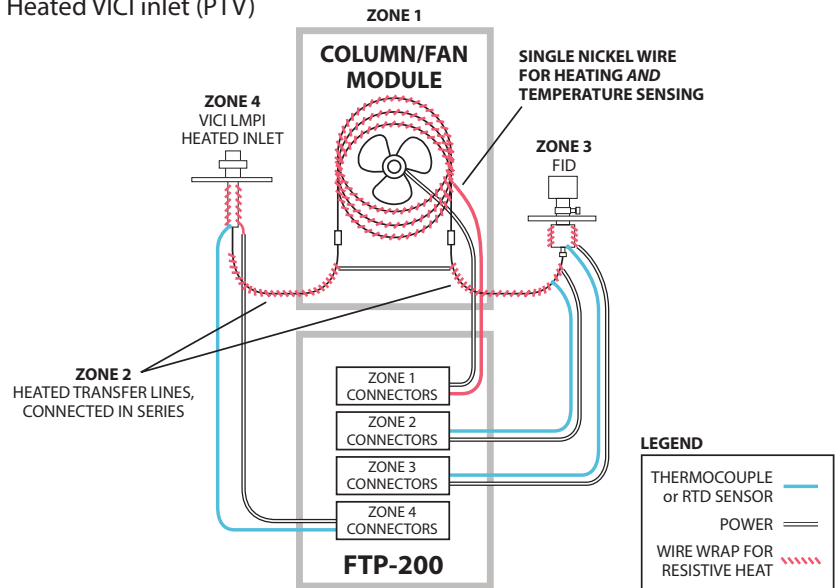 Heated VICI inlet (PTV)
ZONE 1
COLUMN/FAN
MODULE
SINGLE NICKEL WIRE
FOR HEATING AND
TEMPERATURE SENSING
ZONE 4
VICI LMPI
HEATED INLET
ZONE 3
FID
ZONE 2
HEATED TRANSFER LINES,
CONNECTED IN SERIES
ZONE 1
CONNECTORS
ZONE 2
CONNECTORS
ZONE 3
CONNECTORS
ZONE 4
CONNECTORS
FTP-200
LEGEND
THERMOCOUPLE
or RTD SENSOR
POWER
WIRE WRAP FOR
RESISTIVE HEAT